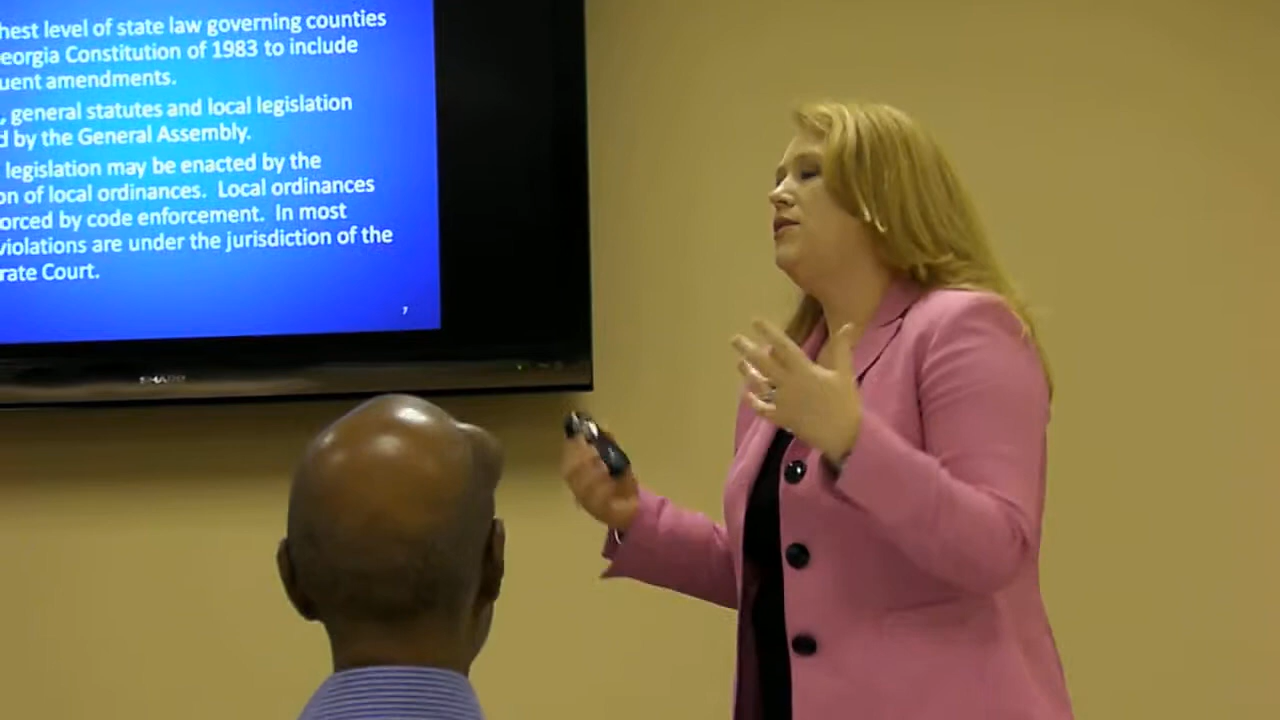 hest level of state law governing counties
eorgia Constitution of 1983 to include
uent amendments.
, general statutes and local legislation
d by the General Assembly.
legislation may be enacted by the
on of local ordinances. Local ordinances
orced by code enforcement. In most
violations are under the jurisdiction of the
rate Court.
7
SHARP